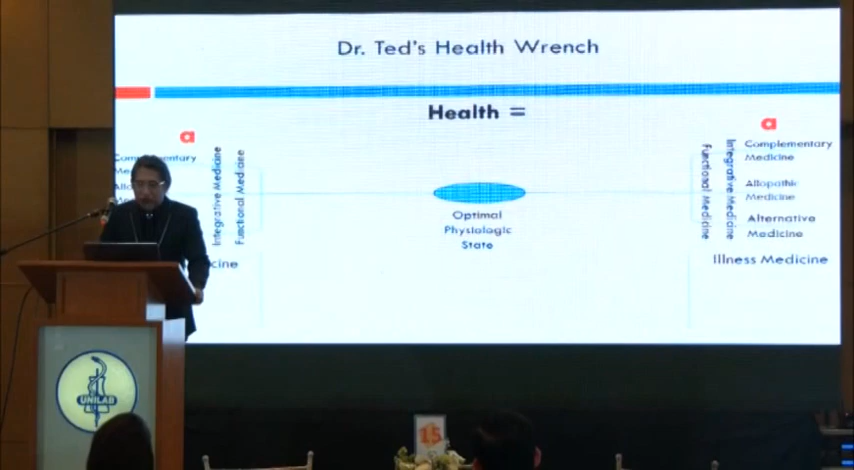 Dr. Ted's Health Wrench
Health =
a
Integrative Medicine
Functional Medicine
Optimal
Physiologic
State
a
Functional Medicine
Integrative Medicine
Complementary
Medicine
Allopathic
Medicine
Alternative
Medicine
Illness Medicine
UNILAB
15